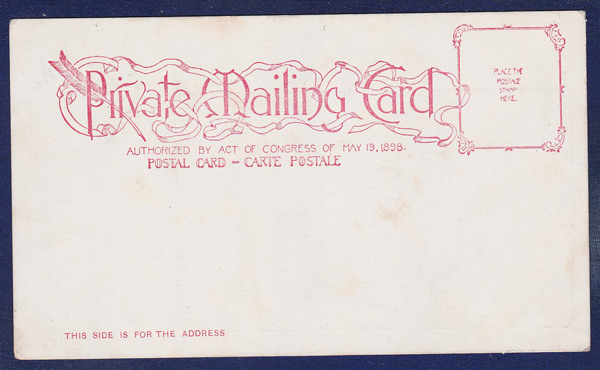 Private Mailing Card
AUTHORIZED BY ACT OF CONGRESS OF MAY 19, 1898.
POSTAL CARD – CARTE POSTALE
PLACE THE
POSTAGE
STAMP
HERE.
THIS SIDE IS FOR THE ADDRESS